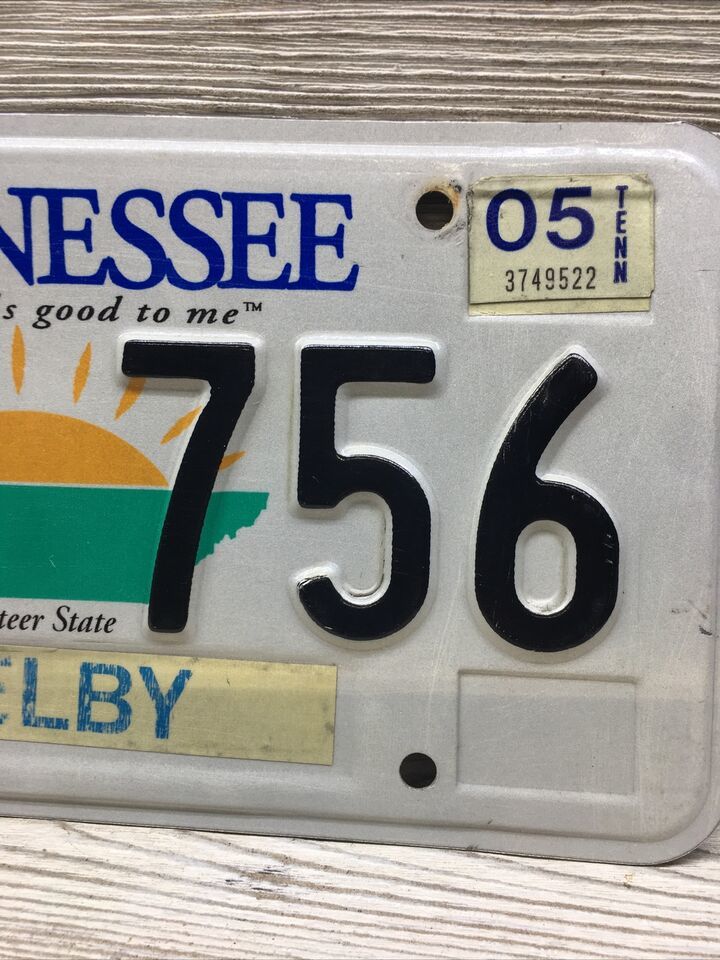 NESSEE
s good to me™
05 TENN
3749522
756
teer State
ELBY